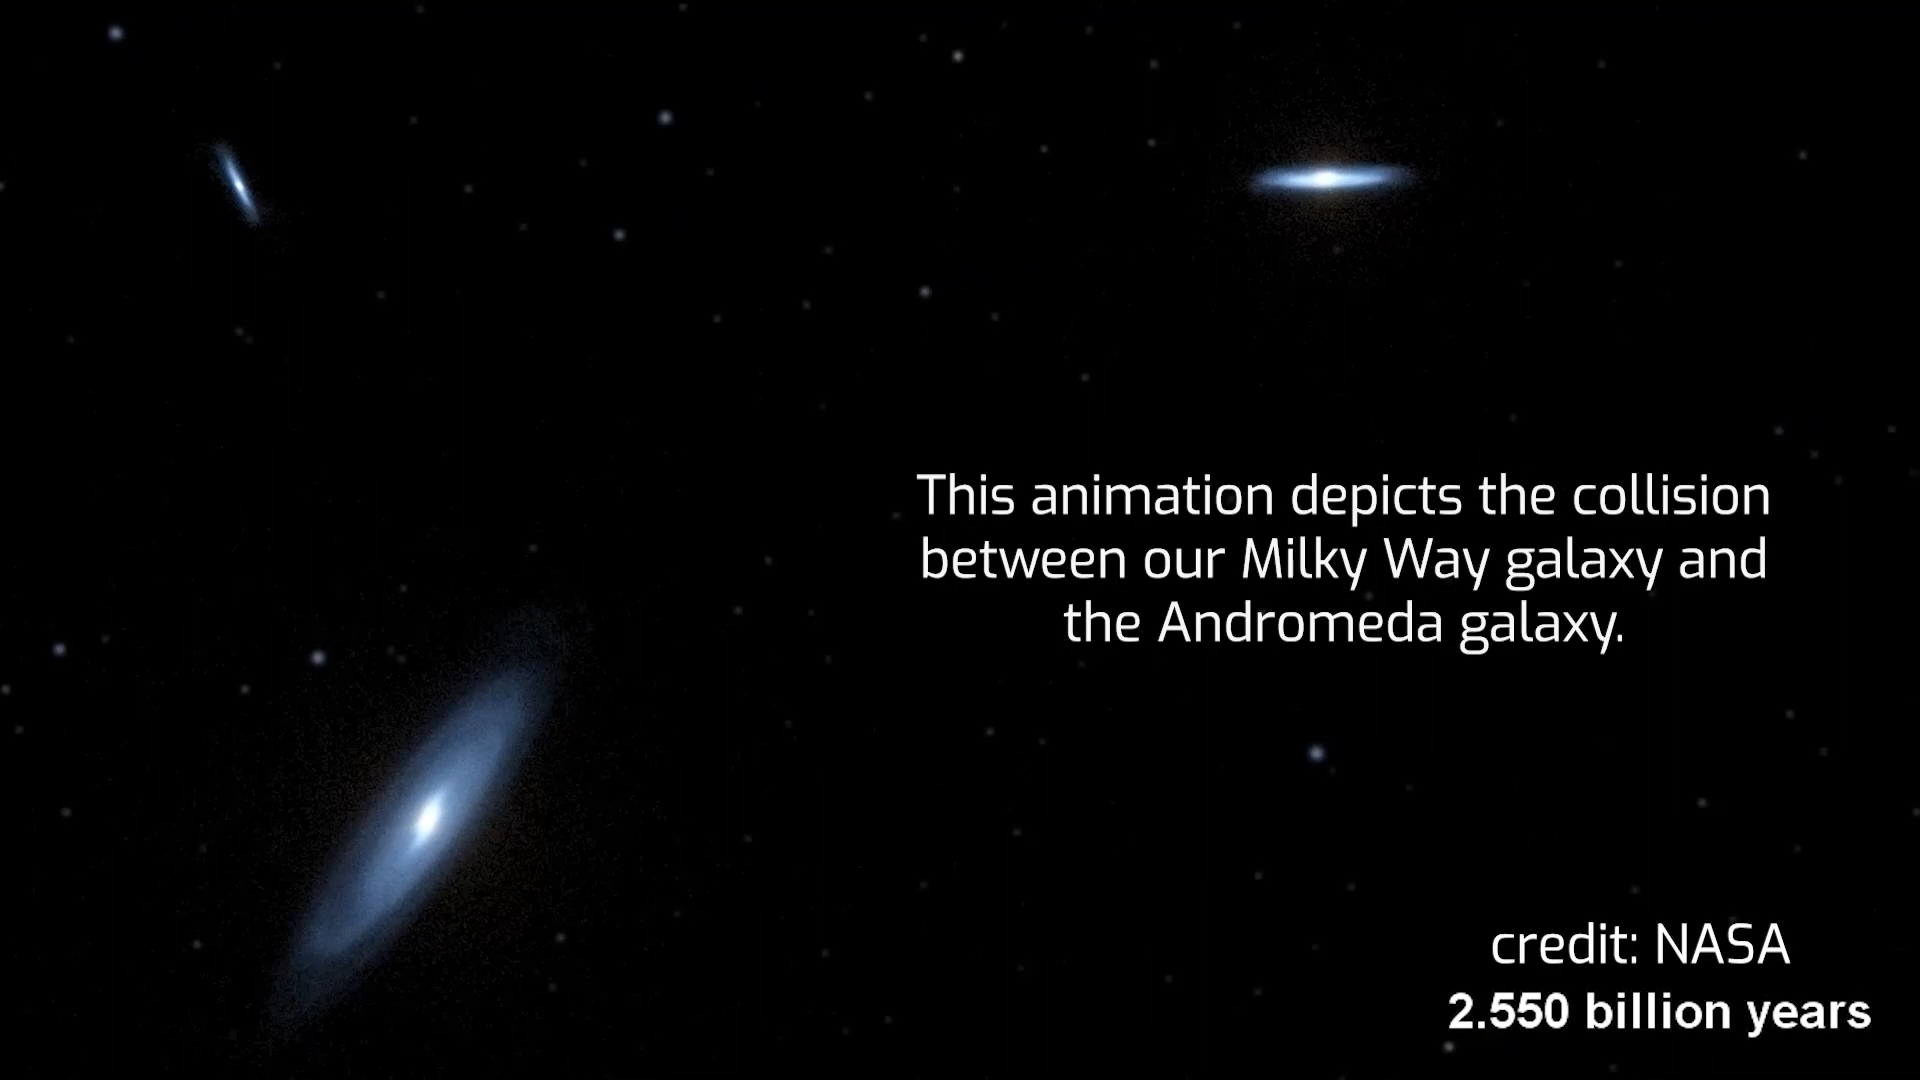 This animation depicts the collision
between our Milky Way galaxy and
the Andromeda galaxy.
credit: NASA
2.550 billion years